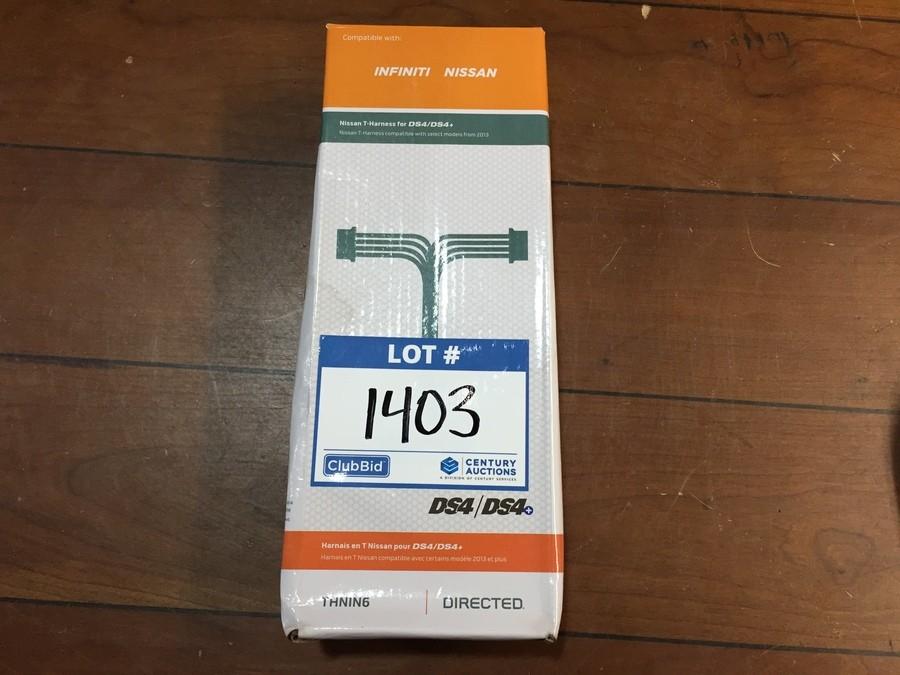 Compatible with:
INFINITI NISSAN
Nissan T-Harness for DS4/DS4+
Nissan T-Harness compatible with select models from 2013
LOT #
1403
ClubBid
CENTURY AUCTIONS
A DIVISION OF CENTURY SERVICES
DS4/DS4+
Harnais en T Nissan pour DS4/DS4+
Harnais en T Nissan compatible avec certains modèle 2013 et plus
THNIN6
DIRECTED.